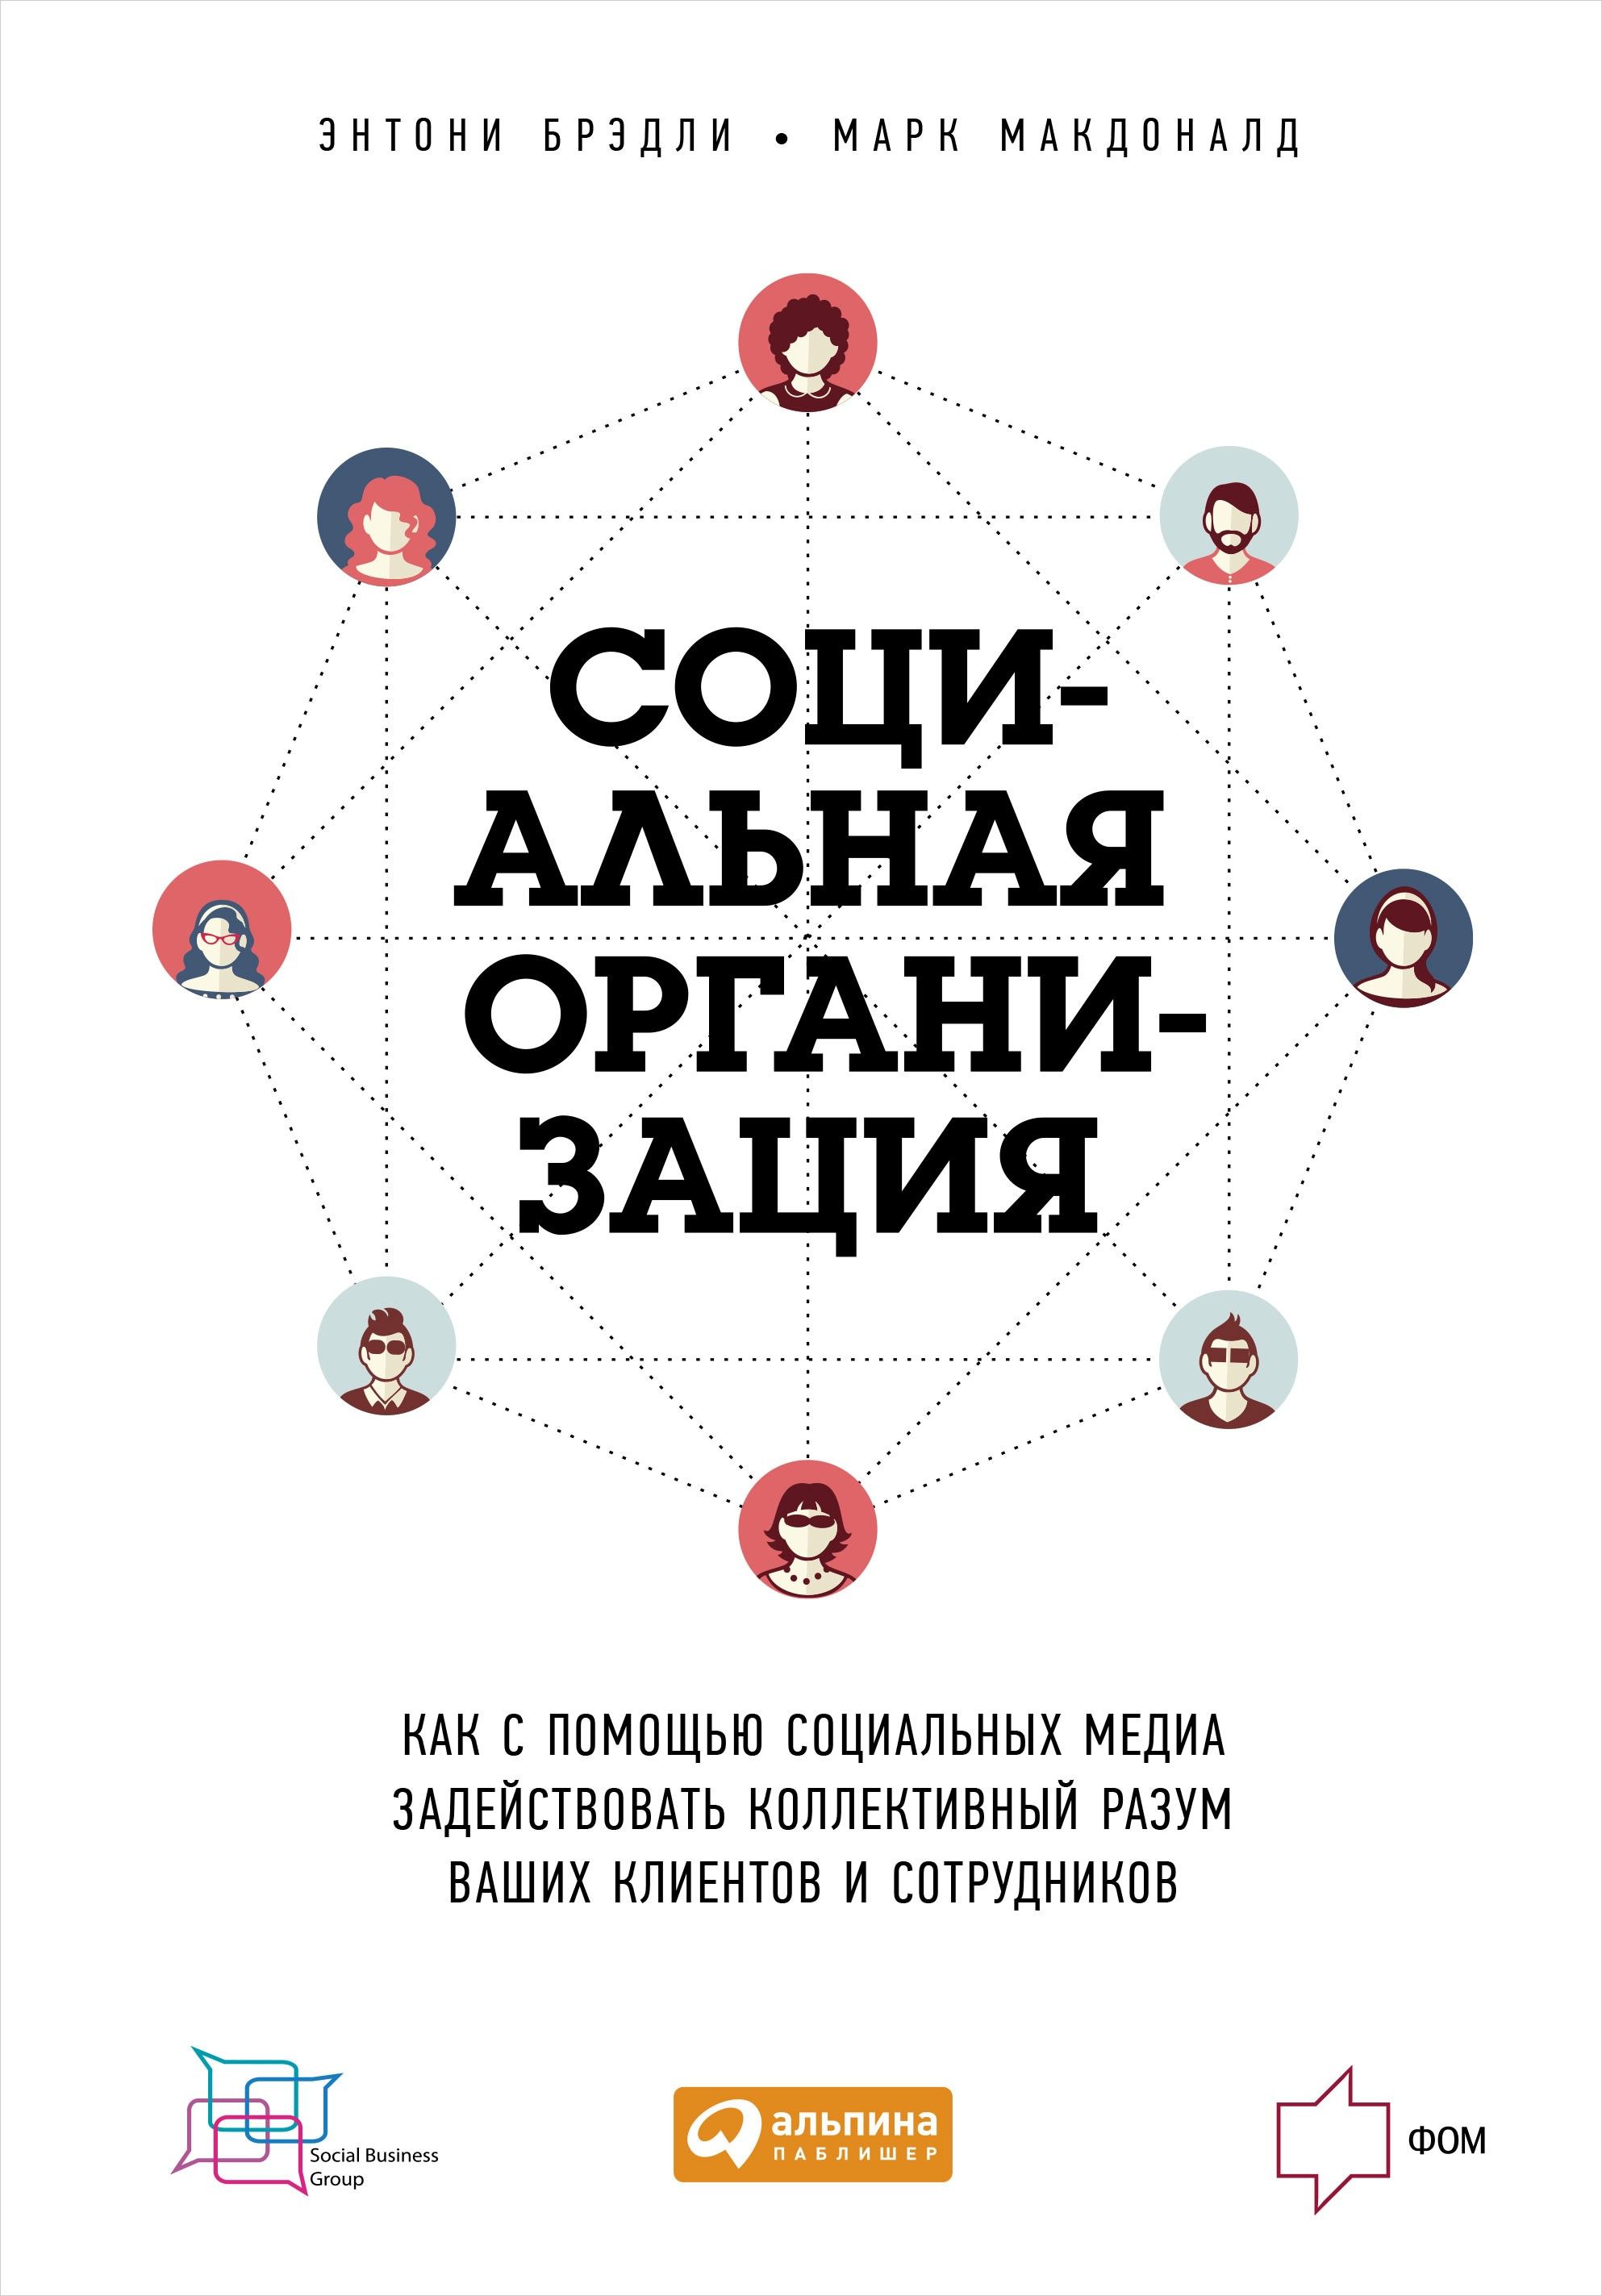 ЭНТОНИ БРЭДЛИ • МАРК МАКДОНАЛД
СОЦИ-
АЛЬНАЯ
ОРГАНИ-
ЗАЦИЯ
КАК С ПОМОЩЬЮ СОЦИАЛЬНЫХ МЕДИА
ЗАДЕЙСТВОВАТЬ КОЛЛЕКТИВНЫЙ РАЗУМ
ВАШИХ КЛИЕНТОВ И СОТРУДНИКОВ
Social Business
Group
альпина
ПАБЛИШЕР
ФОМ